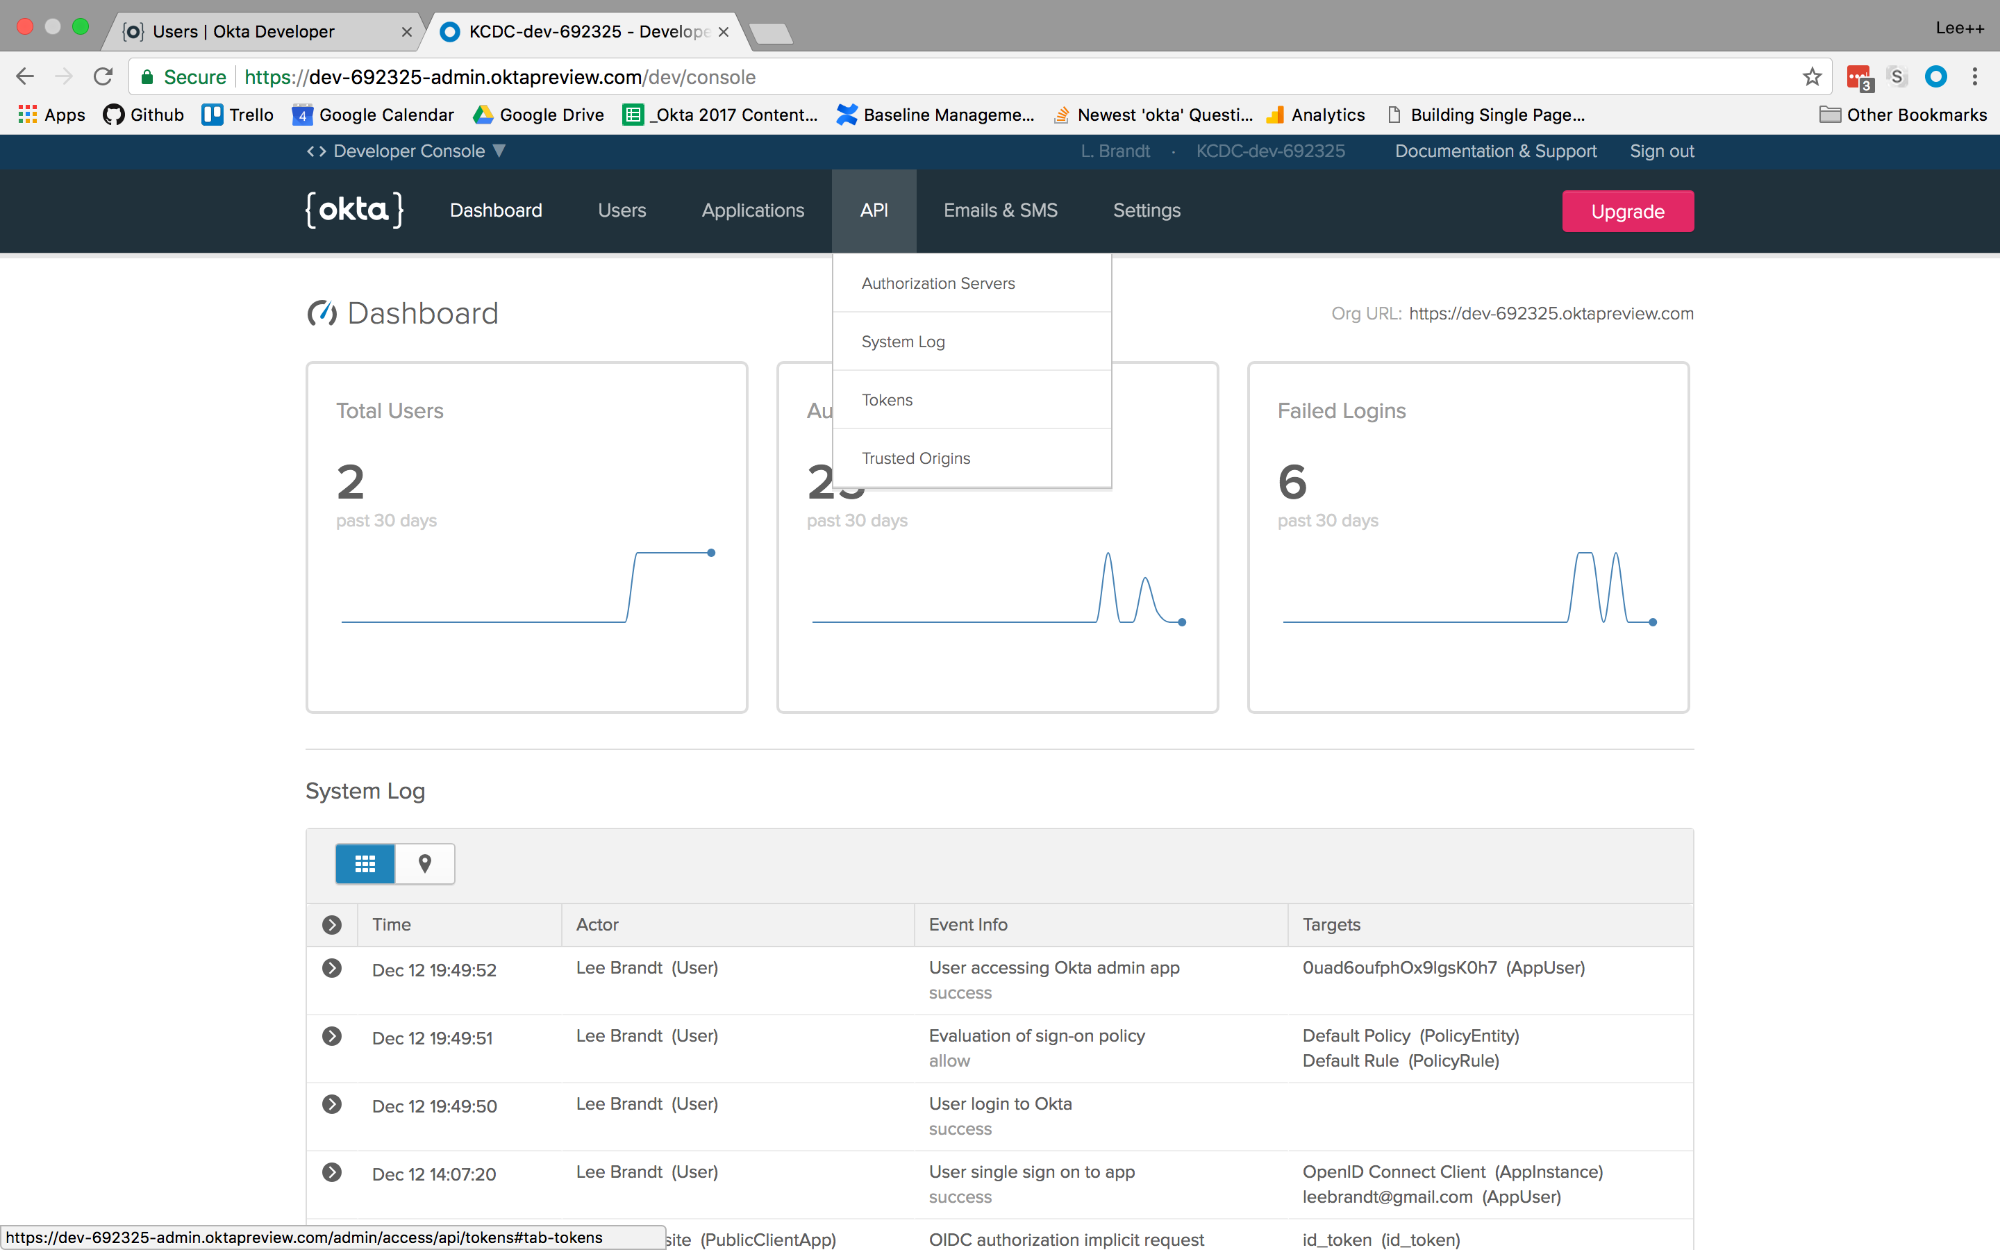 Users | Okta Developer
KCDC-dev-692325 - Develope
Lee++
Secure https://dev-692325-admin.oktapreview.com/dev/console
3 S
Apps Github Trello 4 Google Calendar Google Drive _Okta 2017 Content... Baseline Manageme... Newest 'okta' Questi... Analytics Building Single Page... Other Bookmarks
<> Developer Console ▼ L. Brandt · KCDC-dev-692325 Documentation & Support Sign out
{okta} Dashboard Users Applications API Emails & SMS Settings Upgrade
Authorization Servers
System Log
Tokens
Trusted Origins
Dashboard
Org URL: https://dev-692325.oktapreview.com
Total Users
2
past 30 days
Au
past 30 days
Failed Logins
6
past 30 days
System Log
Time Actor Event Info Targets
Dec 12 19:49:52 Lee Brandt (User) User accessing Okta admin app 0uad6oufphOx9lgsK0h7 (AppUser)
success
Dec 12 19:49:51 Lee Brandt (User) Evaluation of sign-on policy Default Policy (PolicyEntity)
allow Default Rule (PolicyRule)
Dec 12 19:49:50 Lee Brandt (User) User login to Okta
success
Dec 12 14:07:20 Lee Brandt (User) User single sign on to app OpenID Connect Client (AppInstance)
success leebrandt@gmail.com (AppUser)
https://dev-692325-admin.oktapreview.com/admin/access/api/tokens#tab-tokens site (PublicClientApp) OIDC authorization implicit request id_token (id_token)